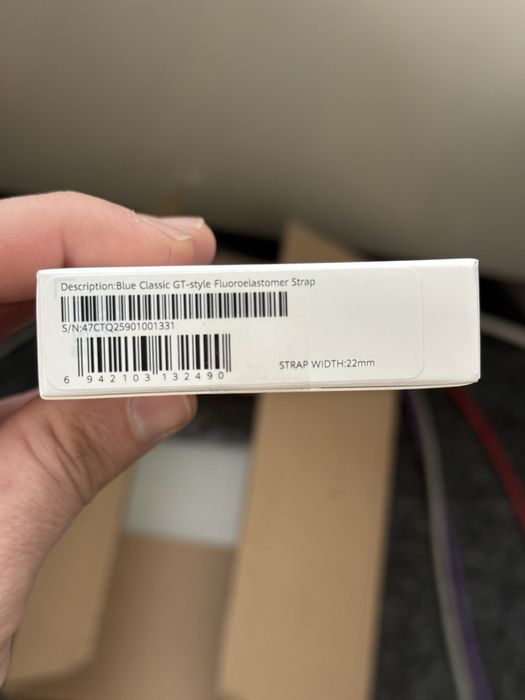 Description:Blue Classic GT-style Fluoroelastomer Strap
S/N:47CTQ25901001331
6 942103 132490
STRAP WIDTH:22mm